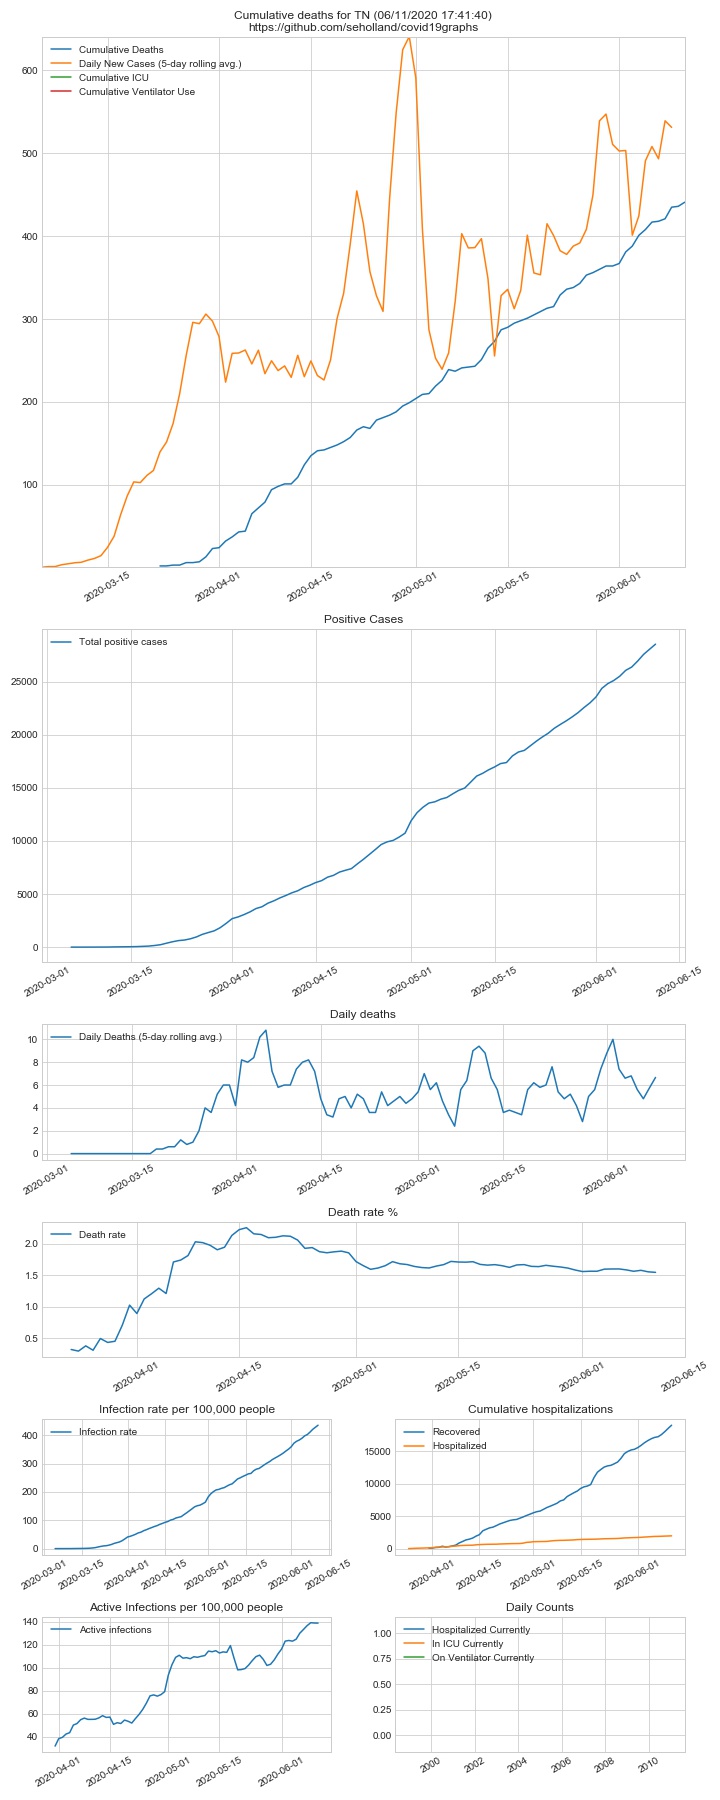 Cumulative deaths for TN (06/11/2020 17:41:40)
https://github.com/seholland/covid19graphs
Cumulative Deaths
Daily New Cases (5-day rolling avg.)
Cumulative ICU
Cumulative Ventilator Use
600
500
400
300
200
100
2020-03-15 2020-04-01 2020-04-15 2020-05-01 2020-05-15 2020-06-01
Positive Cases
Total positive cases
25000
20000
15000
10000
5000
0
2020-03-01 2020-03-15 2020-04-01 2020-04-15 2020-05-01 2020-05-15 2020-06-01 2020-06-15
Daily deaths
Daily Deaths (5-day rolling avg.)
10
8
6
4
2
0
2020-03-01 2020-03-15 2020-04-01 2020-04-15 2020-05-01 2020-05-15 2020-06-01
Death rate %
Death rate
2.0
1.5
1.0
0.5
2020-04-01 2020-04-15 2020-05-01 2020-05-15 2020-06-01 2020-06-15
Infection rate per 100,000 people
Infection rate
400
300
200
100
0
2020-03-01 2020-03-15 2020-04-01 2020-04-15 2020-05-01 2020-05-15 2020-06-01 2020-06-15
Cumulative hospitalizations
Recovered
Hospitalized
15000
10000
5000
0
2020-04-01 2020-04-15 2020-05-01 2020-05-15 2020-06-01
Active Infections per 100,000 people
Active infections
140
120
100
80
60
40
2020-04-01 2020-04-15 2020-05-01 2020-05-15 2020-06-01
Daily Counts
Hospitalized Currently
In ICU Currently
On Ventilator Currently
1.00
0.75
0.50
0.25
0.00
2000 2002 2004 2006 2008 2010